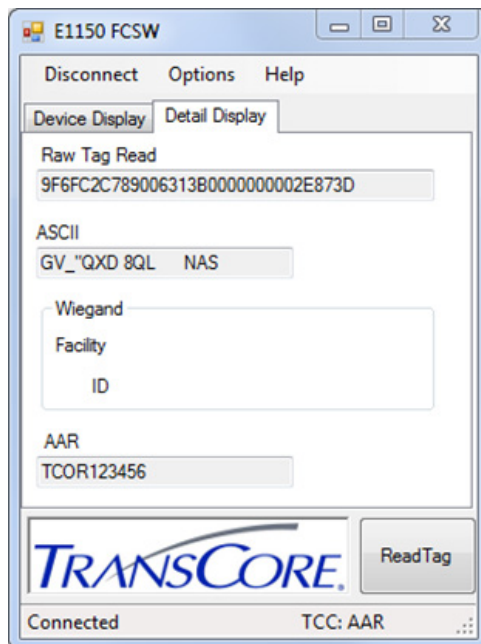 E1150 FCSW
Disconnect Options Help
Device Display Detail Display
Raw Tag Read
9F6FC2C789006313B0000000002E873D
ASCII
GV_"QXD 8QL NAS
Wiegand
Facility
ID
AAR
TCOR123456
TRANSCORE.
ReadTag
Connected TCC: AAR